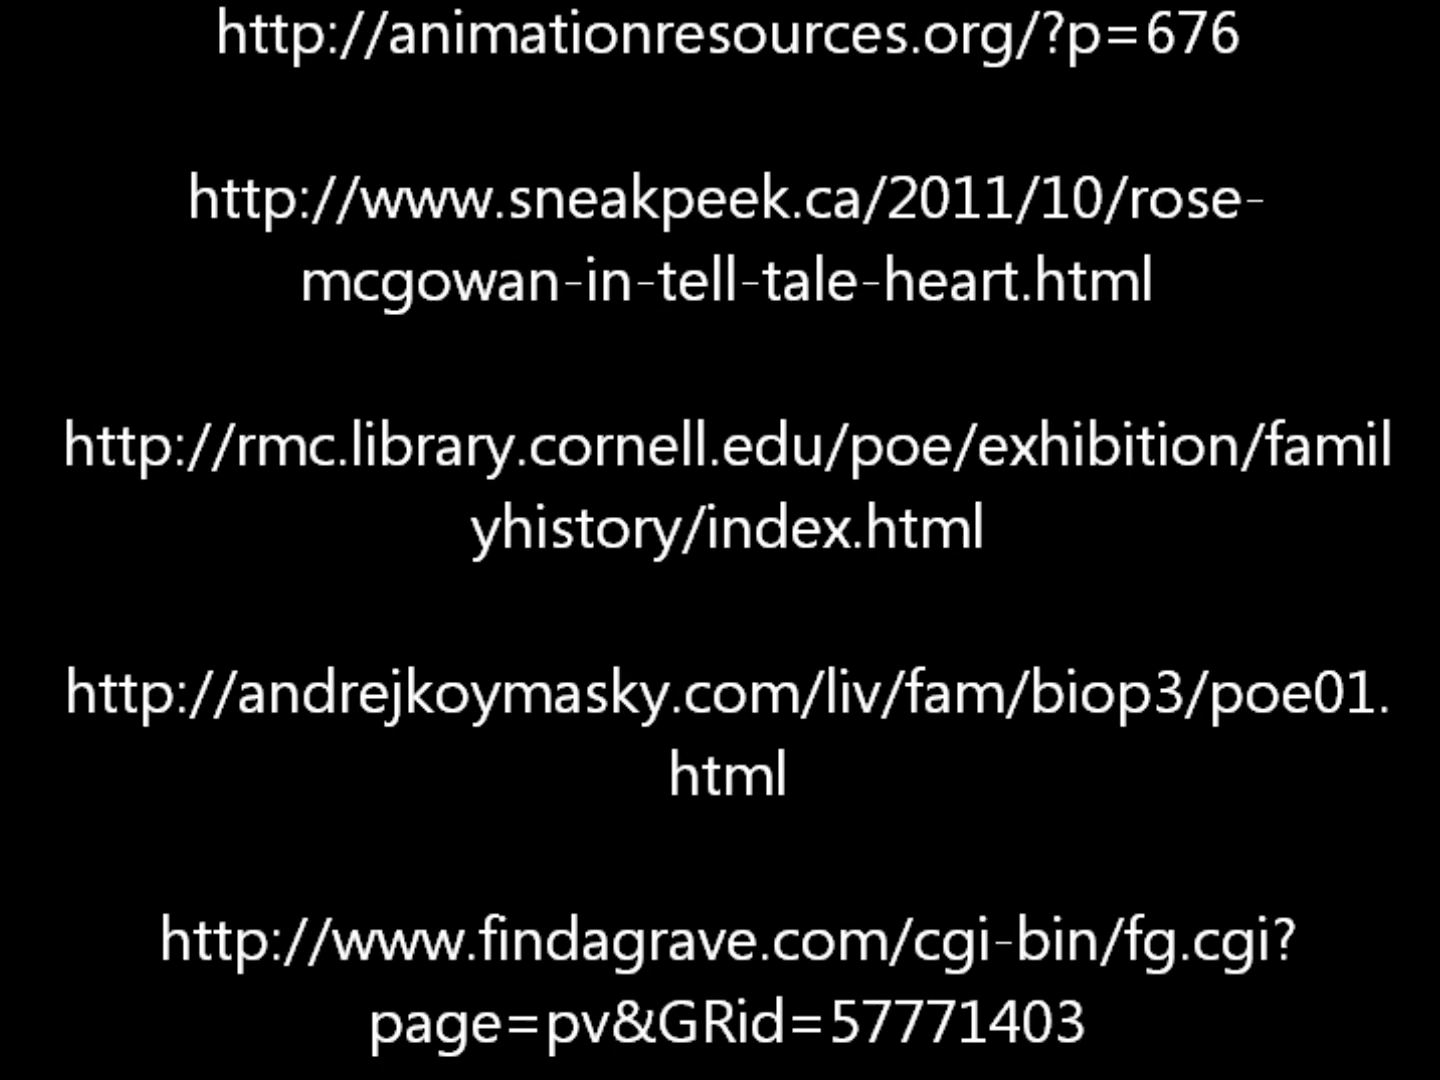 http://animationresources.org/?p=676
http://www.sneakpeek.ca/2011/10/rose-
mcgowan-in-tell-tale-heart.html
http://rmc.library.cornell.edu/poe/exhibition/famil
yhistory/index.html
http://andrejkoymasky.com/liv/fam/biop3/poe01.
html
http://www.findagrave.com/cgi-bin/fg.cgi?
page=pv&GRid=57771403